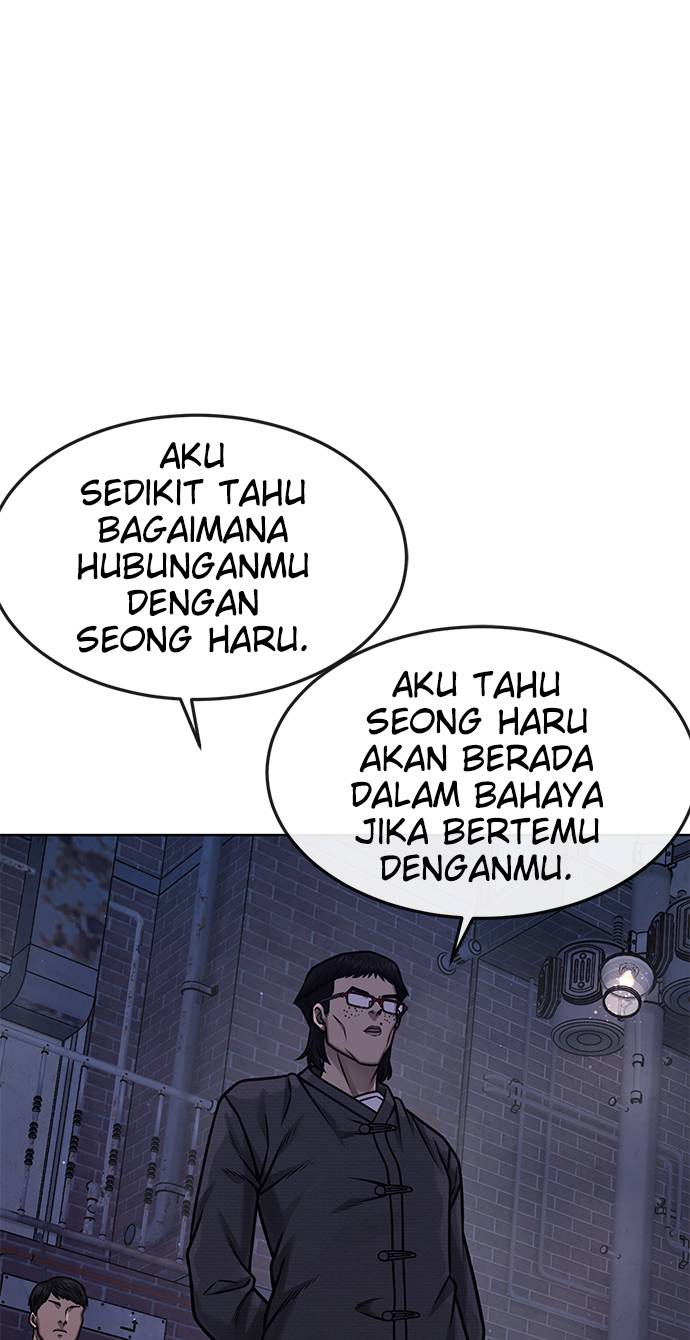 AKU
SEDIKIT TAHU
BAGAIMANA
HUBUNGANMU
DENGAN
SEONG HARU.
AKU TAHU
SEONG HARU
AKAN BERADA
DALAM BAHAYA
JIKA BERTEMU
DENGANMU.